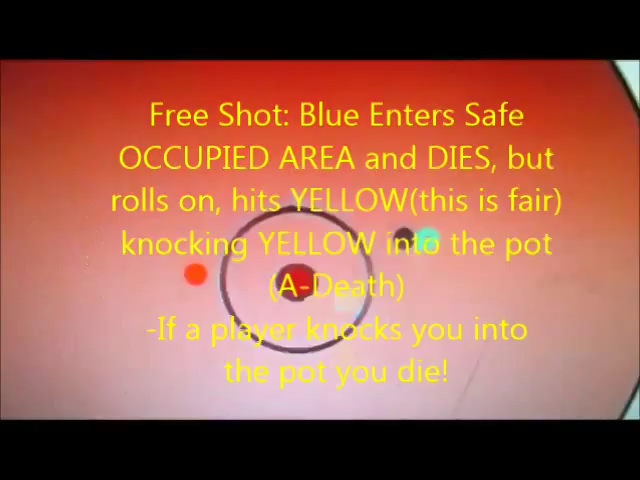 Free Shot: Blue Enters Safe
OCCUPIED AREA and DIES, but
rolls on, hits YELLOW(this is fair)
knocking YELLOW into the pot
(A-Death)
-If a player knocks you into
the pot you die!